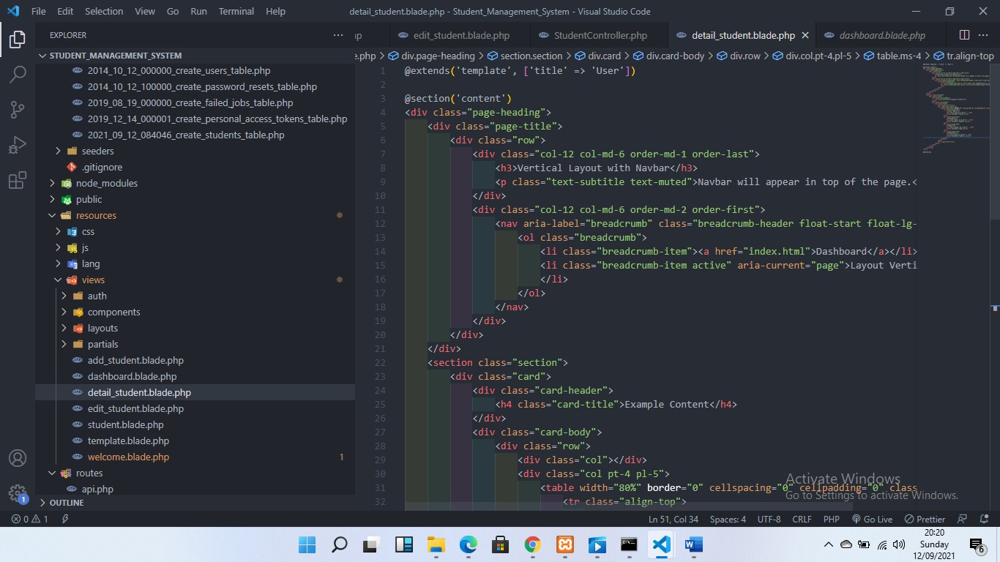 File Edit Selection View Go Run Terminal Help
detail_student.blade.php - Student_Management_System - Visual Studio Code
EXPLORER
edit_student.blade.php
StudentController.php
detail_student.blade.php
dashboard.blade.php
STUDENT_MANAGEMENT_SYSTEM
e.php > div.page-heading > section.section > div.card > div.card-body > div.row > div.col.pt-4.pl-5 > table.ms-4 > tr.align-top
2014_10_12_000000_create_users_table.php
2014_10_12_100000_create_password_resets_table.php
2019_08_19_000000_create_failed_jobs_table.php
2019_12_14_000001_create_personal_access_tokens_table.php
2021_09_12_084046_create_students_table.php
seeders
.gitignore
node_modules
public
resources
css
js
lang
views
auth
components
layouts
partials
add_student.blade.php
dashboard.blade.php
detail_student.blade.php
edit_student.blade.php
student.blade.php
template.blade.php
welcome.blade.php 1
routes
api.php
OUTLINE
1 @extends('template', ['title' => 'User'])
2
3 @section('content')
4 <div class="page-heading">
5 <div class="page-title">
6 <div class="row">
7 <div class="col-12 col-md-6 order-md-1 order-last">
8 <h3>Vertical Layout with Navbar</h3>
9 <p class="text-subtitle text-muted">Navbar will appear in top of the page.<
10 </div>
11 <div class="col-12 col-md-6 order-md-2 order-first">
12 <nav aria-label="breadcrumb" class="breadcrumb-header float-start float-lg-
13 <ol class="breadcrumb">
14 <li class="breadcrumb-item"><a href="index.html">Dashboard</a></li>
15 <li class="breadcrumb-item active" aria-current="page">Layout Verti
16 </li>
17 </ol>
18 </nav>
19 </div>
20 </div>
21 </div>
22 <section class="section">
23 <div class="card">
24 <div class="card-header">
25 <h4 class="card-title">Example Content</h4>
26 </div>
27 <div class="card-body">
28 <div class="row">
29 <div class="col"></div>
30 <div class="col pt-4 pl-5">
31 <table width="80%" border="0" cellspacing="0" cellpadding="0" class
32 <tr class="align-top">
Activate Windows
Go to Settings to activate Windows.
1
0 1
Ln 51, Col 34 Spaces: 4 UTF-8 CRLF PHP Go Live Prettier
20:20
Sunday
12/09/2021
6